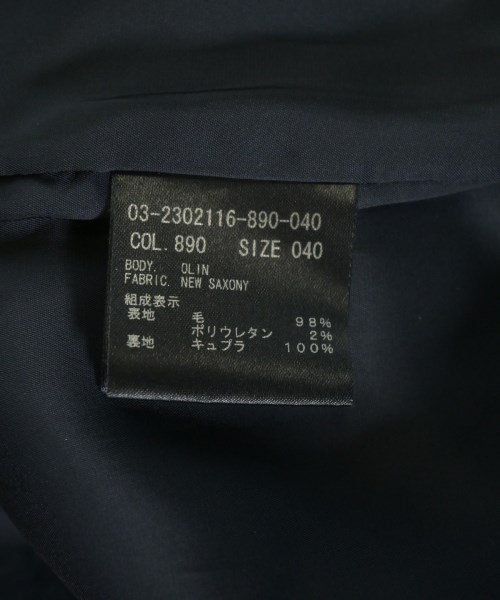 03-2302116-890-040
COL. 890 SIZE 040
BODY. OLIN
FABRIC. NEW SAXONY
組成表示
表地 毛 98%
ポリウレタン 2%
裏地 キュプラ 100%